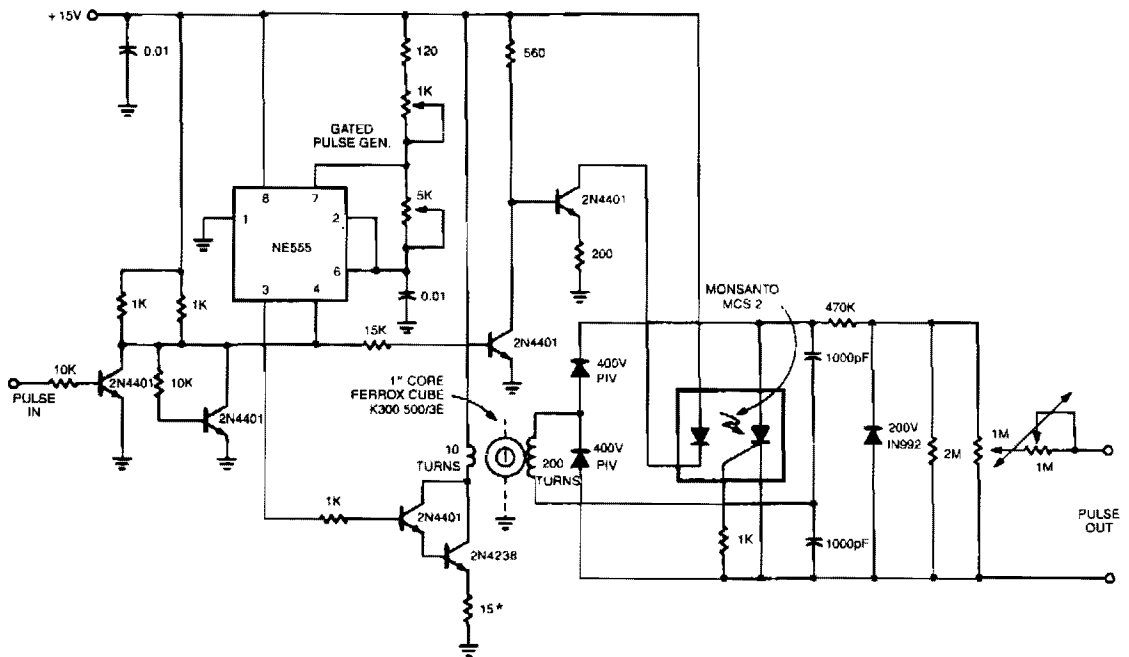 + 15V
0.01
120
560
1K
GATED
PULSE GEN.
8
7
5K
2N4401
1
2
NE555
200
6
3
4
0.01
MONSANTO
MCS 2
1K
1K
470K
15K
2N4401
400V
PIV
1000pF
10K
PULSE
IN
2N4401
10K
2N4401
1" CORE
FERROX CUBE
K300 500/3E
10
TURNS
200
TURNS
400V
PIV
200V
IN992
2M
1M
1M
1K
2N4401
2N4238
1K
1000pF
PULSE
OUT
15*